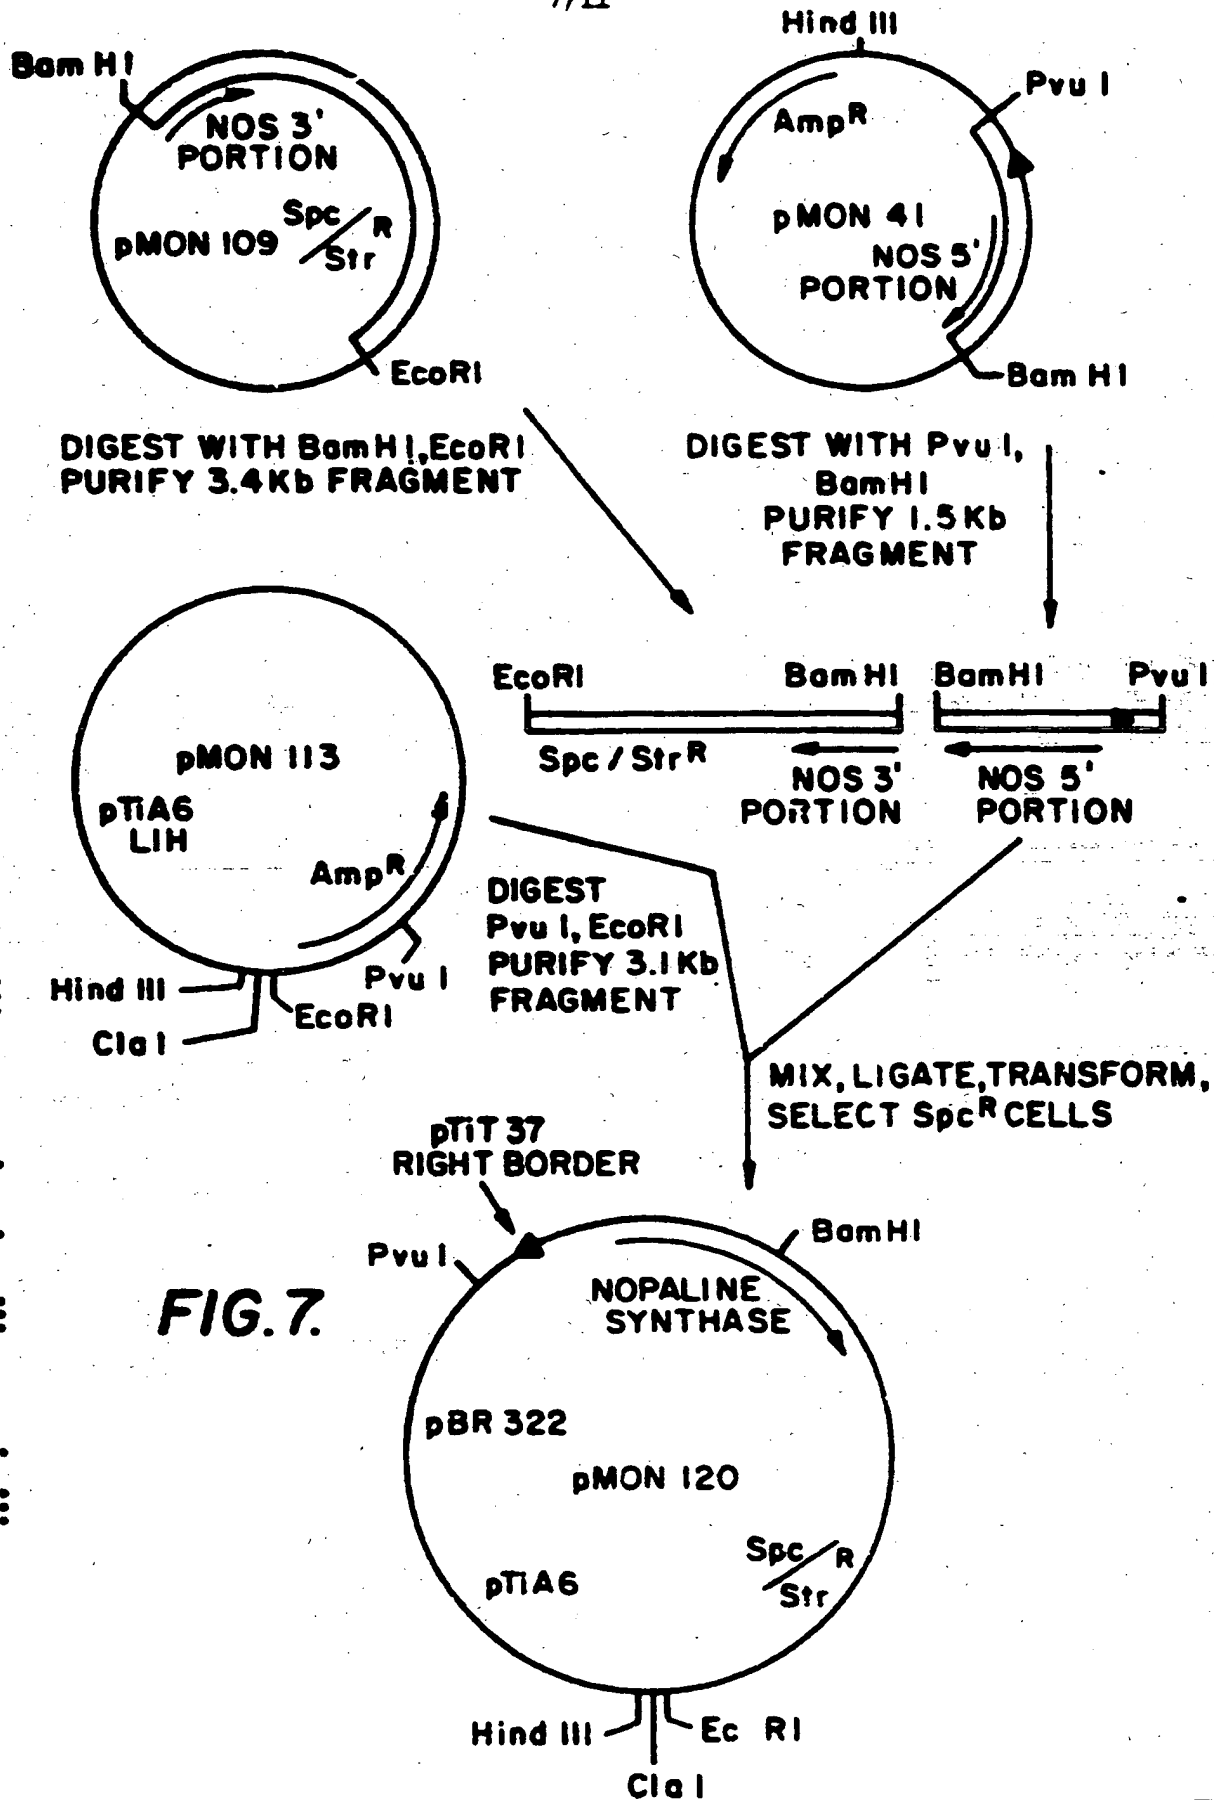 7/11
Hind III
Bam HI
Pvu I
NOS 3'
PORTION
Amp R
Spc/Str R
pMON 109
pMON 41
NOS 5'
PORTION
EcoRI
Bam HI
DIGEST WITH BamHI, EcoRI
PURIFY 3.4Kb FRAGMENT
DIGEST WITH Pvu I,
BamHI
PURIFY 1.5Kb
FRAGMENT
EcoRI
BamHI
BamHI
Pvu I
Spc/Str R
NOS 3'
PORTION
NOS 5'
PORTION
pMON 113
pTiA6
LIH
Amp R
Pvu I
Hind III
EcoRI
Cla I
DIGEST
Pvu I, EcoRI
PURIFY 3.1Kb
FRAGMENT
MIX, LIGATE, TRANSFORM,
SELECT Spc R CELLS
pTiT 37
RIGHT BORDER
Pvu I
BamHI
NOPALINE
SYNTHASE
FIG. 7.
pBR 322
pMON 120
Spc/Str R
pTiA6
Hind III
Ec RI
Cla I